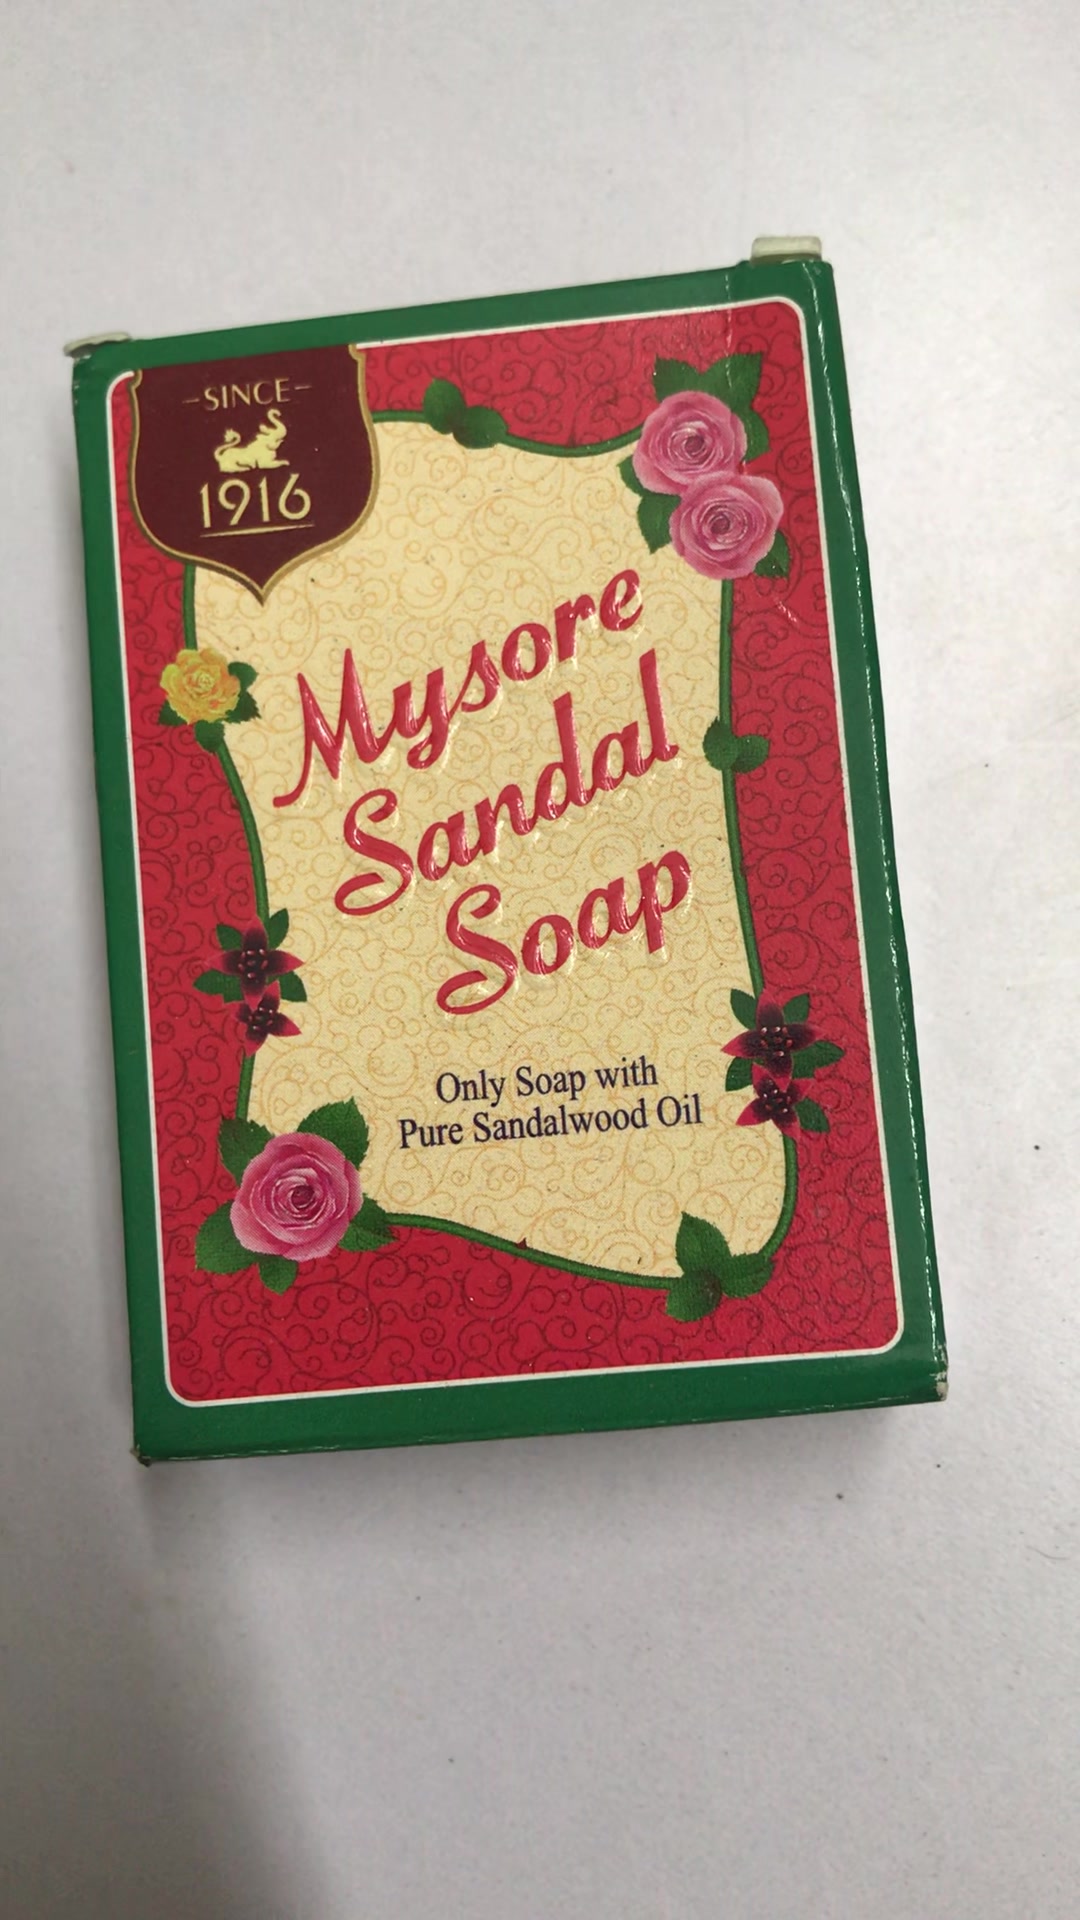 -SINCE-
1916
Mysore
Sandal
Soap
Only Soap with
Pure Sandalwood Oil